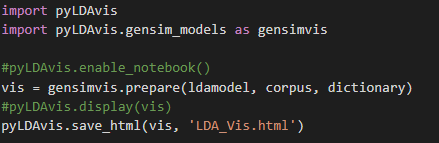 import pyLDAvis
import pyLDAvis.gensim_models as gensimvis
#pyLDAvis.enable_notebook()
vis = gensimvis.prepare(ldamodel, corpus, dictionary)
#pyLDAvis.display(vis)
pyLDAvis.save_html(vis, 'LDA_Vis.html')